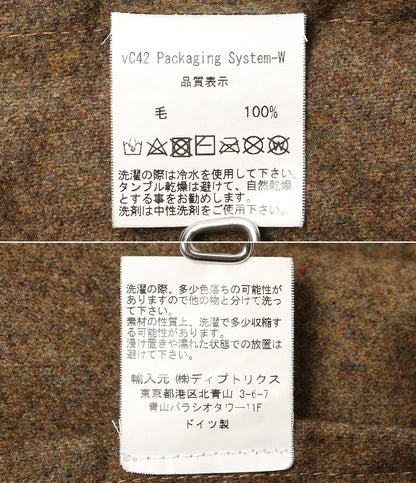 vC42 Packaging System-W
品質表示
毛 100%
洗濯の際は冷水を使用して下さい。
タンブル乾燥は避けて、自然乾燥
とする事をお勧めします。
洗剤は中性洗剤をご使用下さい。
洗濯の際、多少色落ちの可能性が
ありますので他の物と分けて洗っ
て下さい。
素材の性質上、洗濯で多少収縮する
可能性が有ります。
浸け置きや濡れた状態での放置は
避けて下さい。
輸入元 ㈱ディプトリクス
東京都港区北青山 3-6-7
青山パラシオタワー11F
ドイツ製